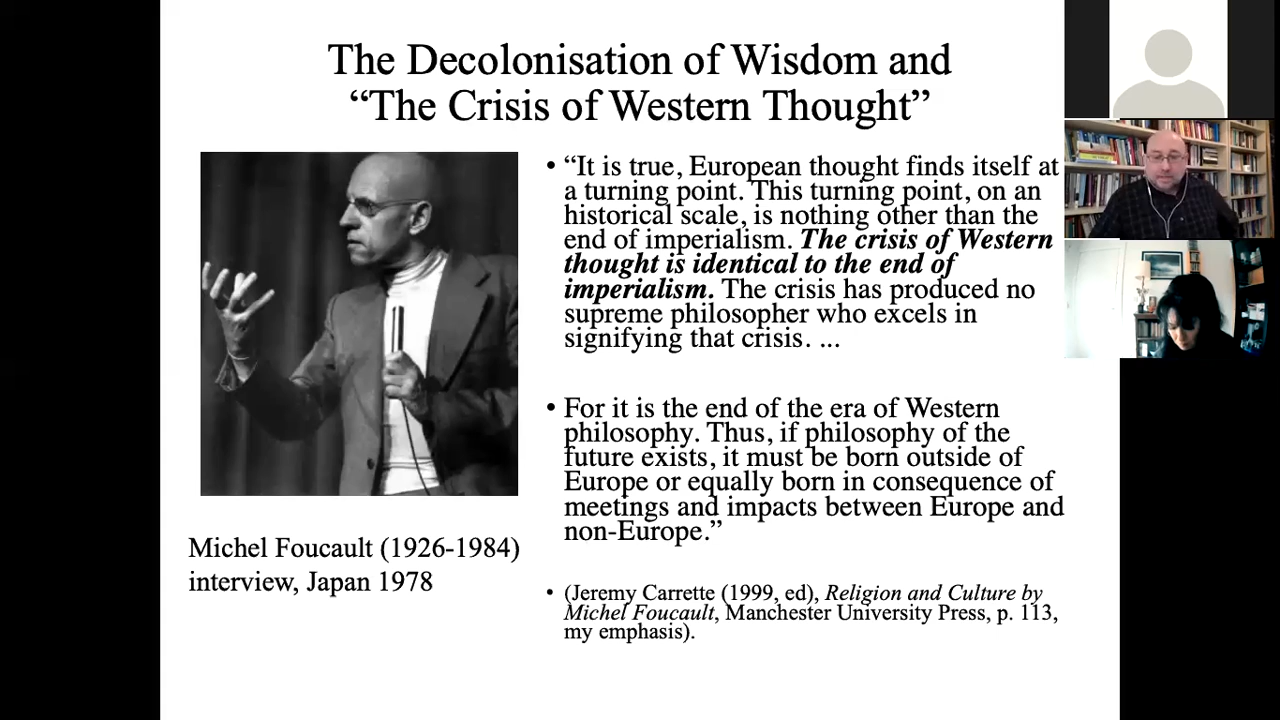 The Decolonisation of Wisdom and
“The Crisis of Western Thought”
• “It is true, European thought finds itself at
a turning point. This turning point, on an
historical scale, is nothing other than the
end of imperialism. The crisis of Western
thought is identical to the end of
imperialism. The crisis has produced no
supreme philosopher who excels in
signifying that crisis. ...
• For it is the end of the era of Western
philosophy. Thus, if philosophy of the
future exists, it must be born outside of
Europe or equally born in consequence of
meetings and impacts between Europe and
non-Europe.”
Michel Foucault (1926-1984)
interview, Japan 1978
• (Jeremy Carrette (1999, ed), Religion and Culture by
Michel Foucault, Manchester University Press, p. 113,
my emphasis).